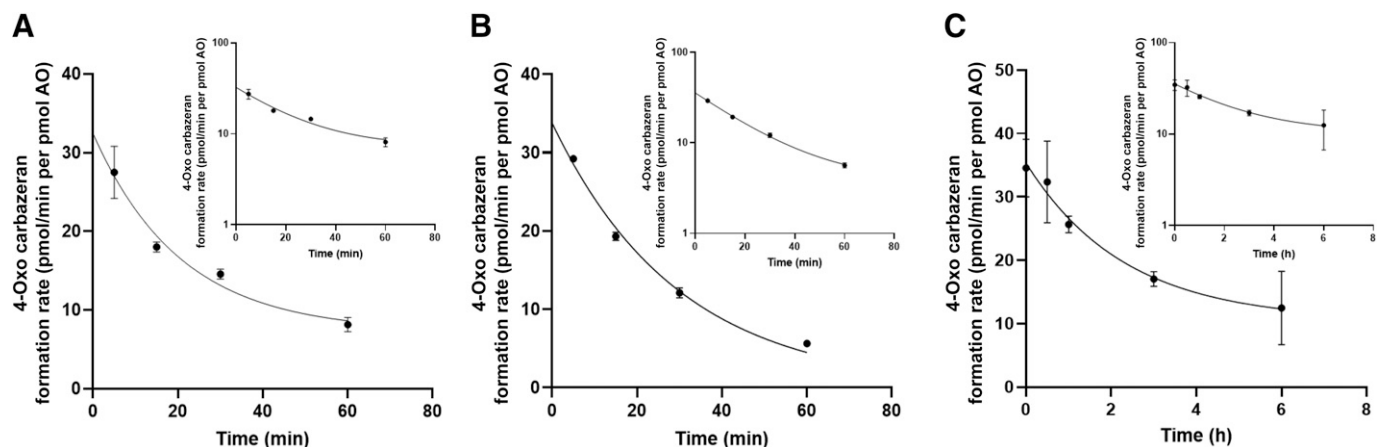 A
4-Oxo carbazeran
formation rate (pmol/min per pmol AO)
40
30
20
10
0
0 20 40 60 80
Time (min)
4-Oxo carbazeran
formation rate (pmol/min per pmol AO)
100
10
1
0 20 40 60 80
Time (min)
B
4-Oxo carbazeran
formation rate (pmol/min per pmol AO)
40
30
20
10
0
0 20 40 60 80
Time (min)
4-Oxo carbazeran
formation rate (pmol/min per pmol AO)
100
10
1
0 20 40 60 80
Time (min)
C
4-Oxo carbazeran
formation rate (pmol/min per pmol AO)
50
40
30
20
10
0
0 2 4 6 8
Time (h)
4-Oxo carbazeran
formation rate (pmol/min per pmol AO)
100
10
1
0 2 4 6 8
Time (h)